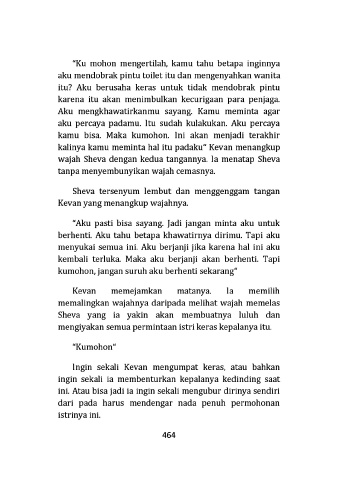 "Ku mohon mengertilah, kamu tahu betapa inginnya
aku mendobrak pintu toilet itu dan mengenyahkan wanita
itu? Aku berusaha keras untuk tidak mendobrak pintu
karena itu akan menimbulkan kecurigaan para penjaga.
Aku mengkhawatirkanmu sayang. Kamu meminta agar
aku percaya padamu. Itu sudah kulakukan. Aku percaya
kamu bisa. Maka kumohon. Ini akan menjadi terakhir
kalinya kamu meminta hal itu padaku" Kevan menangkup
wajah Sheva dengan kedua tangannya. Ia menatap Sheva
tanpa menyembunyikan wajah cemasnya.
Sheva tersenyum lembut dan menggenggam tangan
Kevan yang menangkup wajahnya.
"Aku pasti bisa sayang. Jadi jangan minta aku untuk
berhenti. Aku tahu betapa khawatirnya dirimu. Tapi aku
menyukai semua ini. Aku berjanji jika karena hal ini aku
kembali terluka. Maka aku berjanji akan berhenti. Tapi
kumohon, jangan suruh aku berhenti sekarang"
Kevan memejamkan matanya. Ia memilih
memalingkan wajahnya daripada melihat wajah memelas
Sheva yang ia yakin akan membuatnya luluh dan
mengiyakan semua permintaan istri keras kepalanya itu.
"Kumohon"
Ingin sekali Kevan mengumpat keras, atau bahkan
ingin sekali ia membenturkan kepalanya kedinding saat
ini. Atau bisa jadi ia ingin sekali mengubur dirinya sendiri
dari pada harus mendengar nada penuh permohonan
istrinya ini.
464